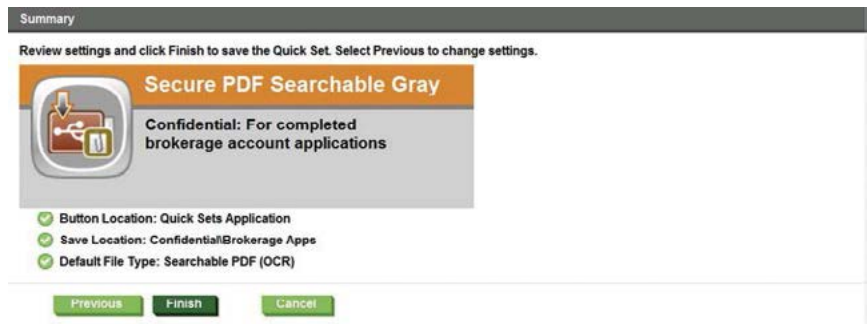 Summary
Review settings and click Finish to save the Quick Set. Select Previous to change settings.
Secure PDF Searchable Gray
Confidential: For completed
brokerage account applications
Button Location: Quick Sets Application
Save Location: Confidential\Brokerage Apps
Default File Type: Searchable PDF (OCR)
Previous Finish Cancel